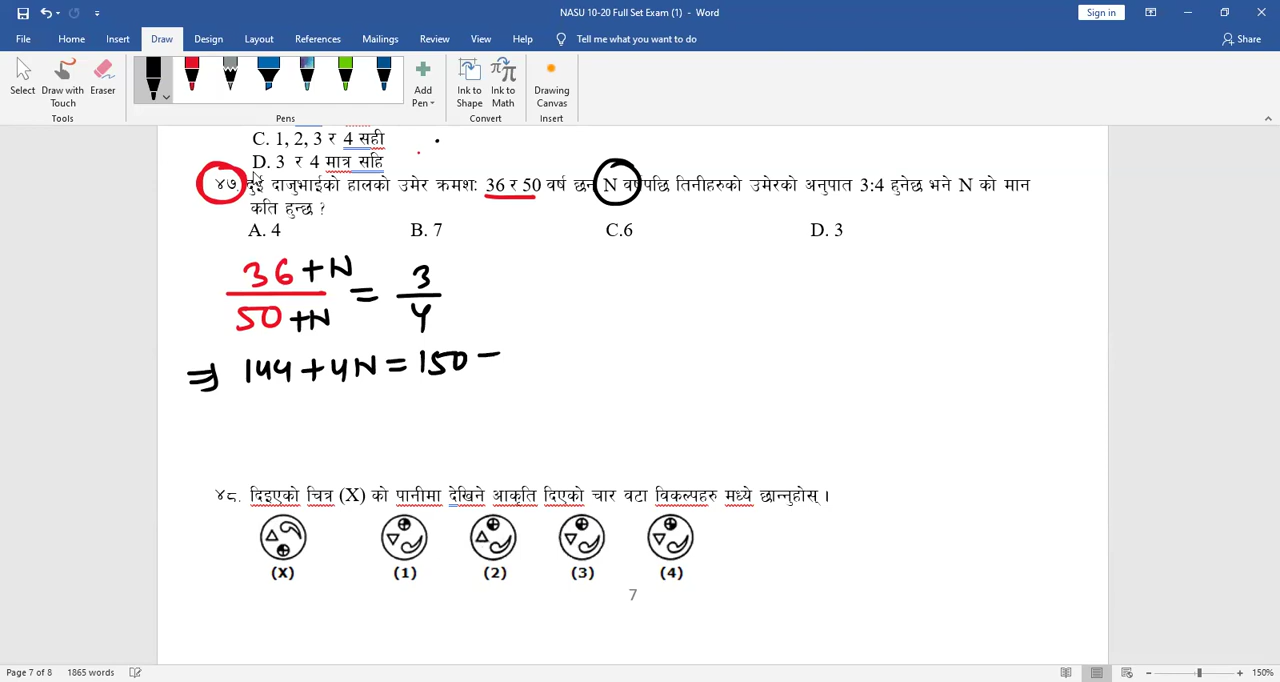 NASU 10-20 Full Set Exam (1) - Word
Sign in
File Home Insert Draw Design Layout References Mailings Review View Help Tell me what you want to do Share
Select Draw with Touch Eraser Add Pen Ink to Shape Ink to Math Drawing Canvas
Tools Pens Convert Insert
C. 1, 2, 3 र 4 सही
D. 3 र 4 मात्र सहि
४७ दुई दाजुभाईको हालको उमेर क्रमश: 36 र 50 वर्ष छन् N वर्षपछि तिनीहरुको उमेरको अनुपात 3:4 हुनेछ भने N को मान
कति हुन्छ ?
A. 4 B. 7 C.6 D. 3
36 + N = 3
50 + N 4
⇒ 144 + 4N = 150 -
४८. दिइएको चित्र (X) को पानीमा देखिने आकृति दिएको चार वटा विकल्पहरु मध्ये छान्नुहोस् ।
(X) (1) (2) (3) (4)
7
Page 7 of 8 1865 words 150%